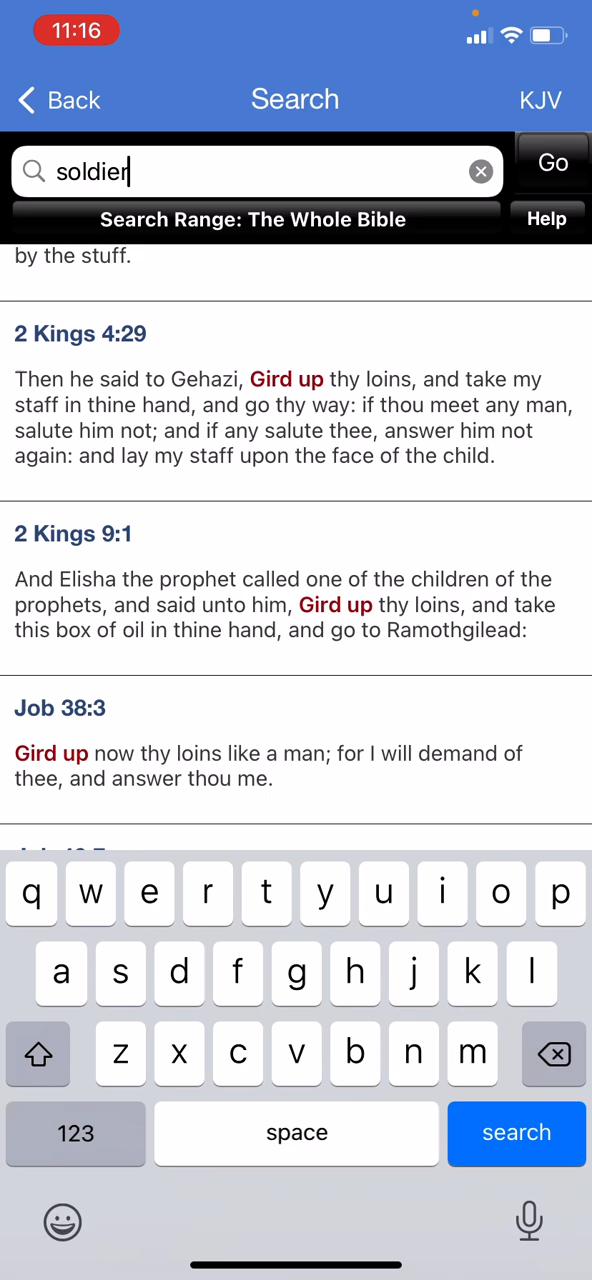 11:16
Back
Search
KJV
soldier
Go
Search Range: The Whole Bible
Help
by the stuff.
2 Kings 4:29
Then he said to Gehazi, Gird up thy loins, and take my
staff in thine hand, and go thy way: if thou meet any man,
salute him not; and if any salute thee, answer him not
again: and lay my staff upon the face of the child.
2 Kings 9:1
And Elisha the prophet called one of the children of the
prophets, and said unto him, Gird up thy loins, and take
this box of oil in thine hand, and go to Ramothgilead:
Job 38:3
Gird up now thy loins like a man; for I will demand of
thee, and answer thou me.
q w e r t y u i o p
a s d f g h j k l
z x c v b n m
123 space search